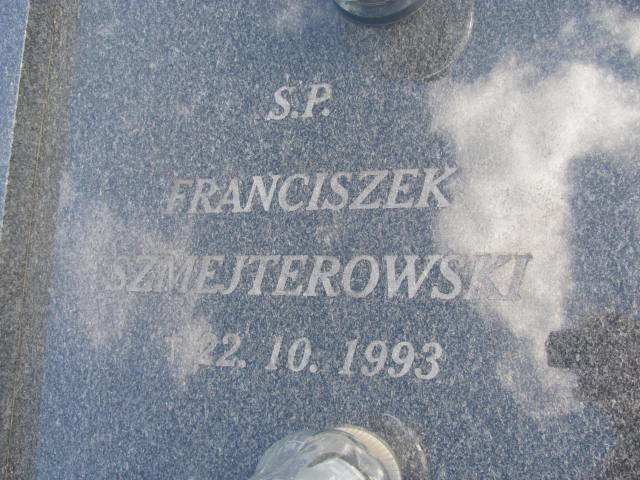 Ś.P.
FRANCISZEK
SZMEJTEROWSKI
† 22. 10. 1993